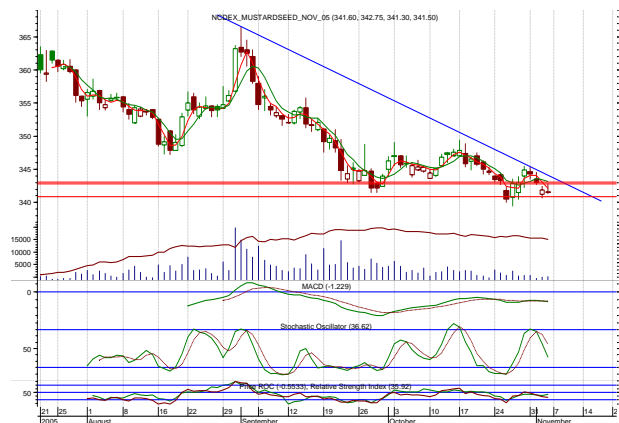 NCDEX_MUSTARDSEED_NOV_05 (341.60, 342.75, 341.30, 341.50)
365
360
355
350
345
340
15000
10000
5000
MACD (-1.229)
0
Stochastic Oscillator (36.62)
50
Price ROC (-0.5533), Relative Strength Index (35.92)
50
21 25 1 8 16 22 29 5 12 19 26 3 10 17 24 31 7 14 2
2005 August September October November